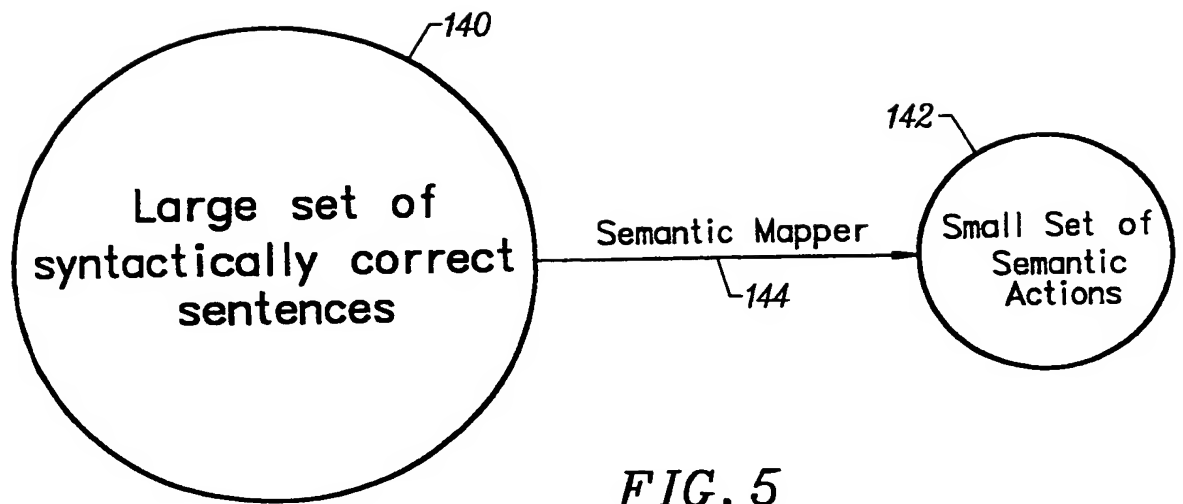 140
142
Large set of
syntactically correct
sentences
Semantic Mapper
144
Small Set of
Semantic
Actions
FIG. 5